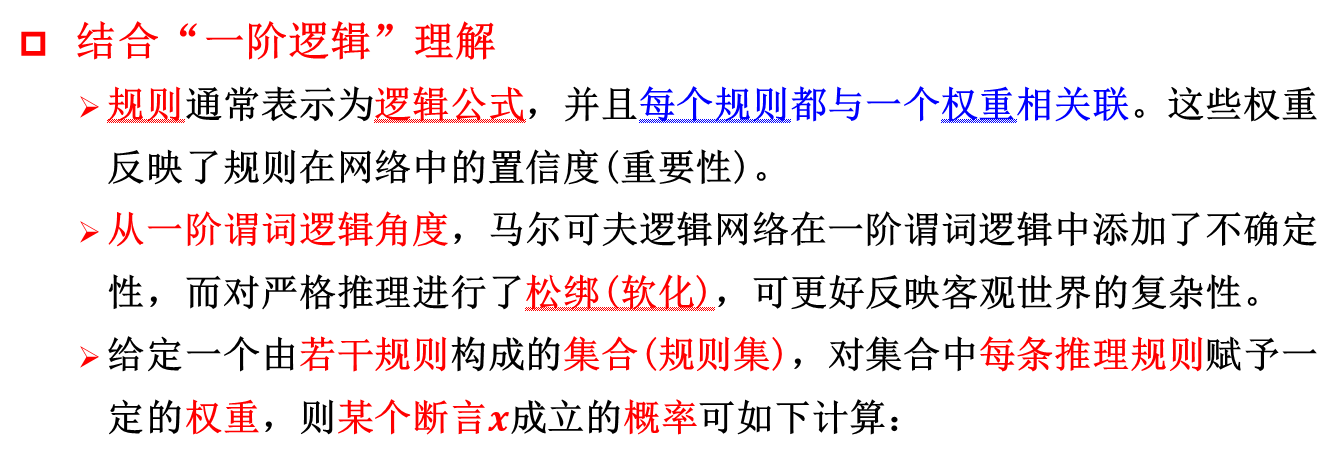 结合“一阶逻辑”理解
规则通常表示为逻辑公式，并且每个规则都与一个权重相关联。这些权重
反映了规则在网络中的置信度(重要性)。
从一阶谓词逻辑角度，马尔可夫逻辑网络在一阶谓词逻辑中添加了不确定
性，而对严格推理进行了松绑(软化)，可更好反映客观世界的复杂性。
给定一个由若干规则构成的集合(规则集)，对集合中每条推理规则赋予一
定的权重，则某个断言x成立的概率可如下计算：